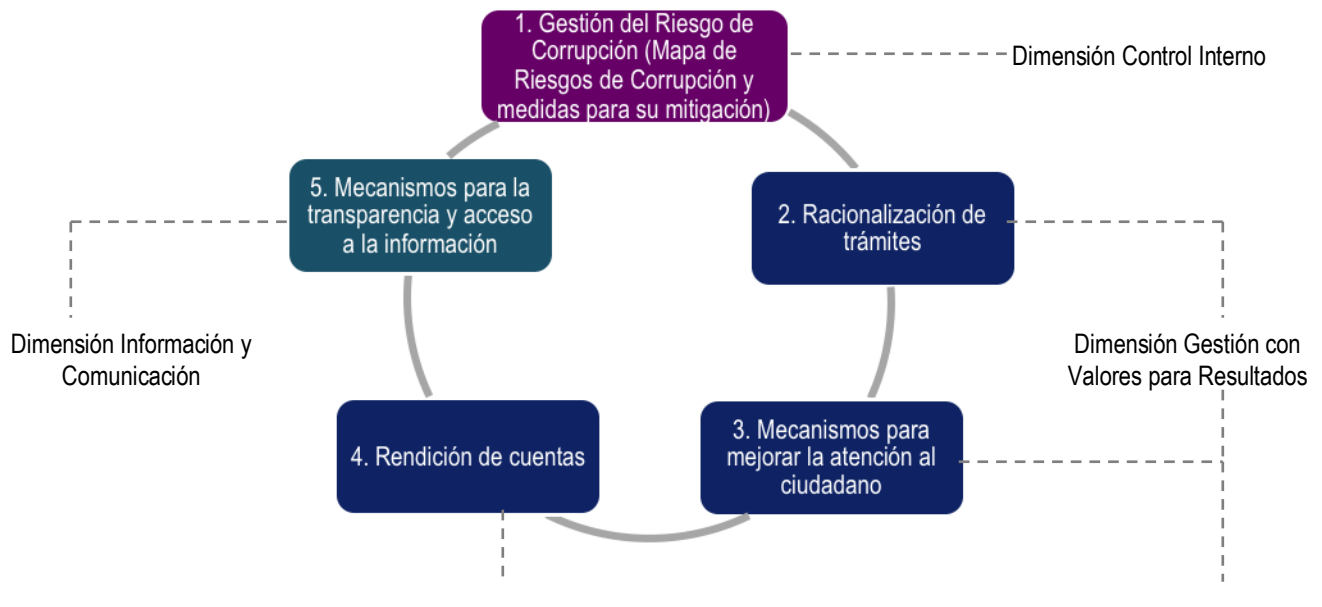 1. Gestión del Riesgo de
Corrupción (Mapa de
Riesgos de Corrupción y
medidas para su mitigación)
Dimensión Control Interno
5. Mecanismos para la
transparencia y acceso
a la información
2. Racionalización de
trámites
Dimensión Información y
Comunicación
Dimensión Gestión con
Valores para Resultados
4. Rendición de cuentas
3. Mecanismos para
mejorar la atención al
ciudadano